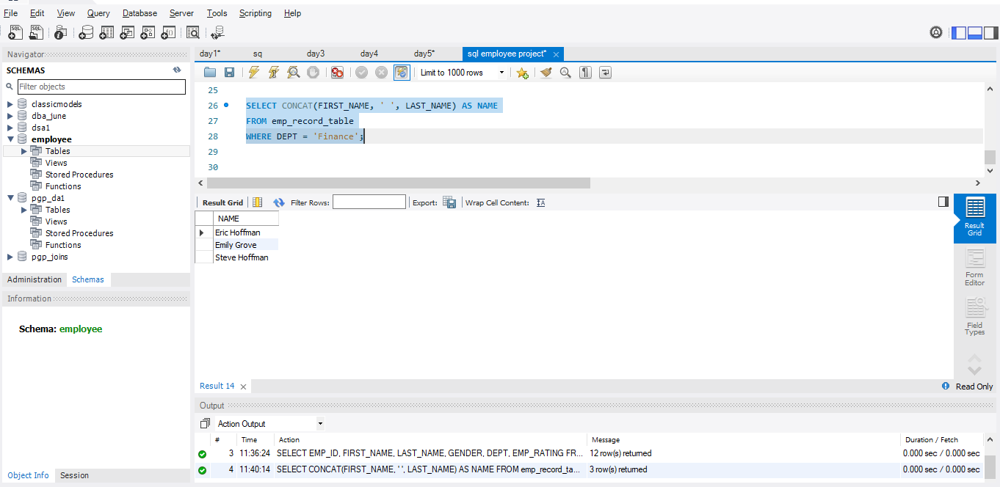 File Edit View Query Database Server Tools Scripting Help
Navigator
SCHEMAS
Filter objects
classicmodels
dba_june
dsa1
employee
Tables
Views
Stored Procedures
Functions
pgp_da1
Tables
Views
Stored Procedures
Functions
pgp_joins
Administration Schemas
Information
Schema: employee
Object Info Session
day1* sq day3 day4 day5* sql employee project*
Limit to 1000 rows
25
26 SELECT CONCAT(FIRST_NAME, ' ', LAST_NAME) AS NAME
27 FROM emp_record_table
28 WHERE DEPT = 'Finance';
29
30
Result Grid Filter Rows: Export: Wrap Cell Content:
NAME
Eric Hoffman
Emily Grove
Steve Hoffman
Result
Grid
Form
Editor
Field
Types
Result 14 Read Only
Output
Action Output
# Time Action Message Duration / Fetch
3 11:36:24 SELECT EMP_ID, FIRST_NAME, LAST_NAME, GENDER, DEPT, EMP_RATING FR... 12 row(s) returned 0.000 sec / 0.000 sec
4 11:40:14 SELECT CONCAT(FIRST_NAME, ' ', LAST_NAME) AS NAME FROM emp_record_ta... 3 row(s) returned 0.000 sec / 0.000 sec